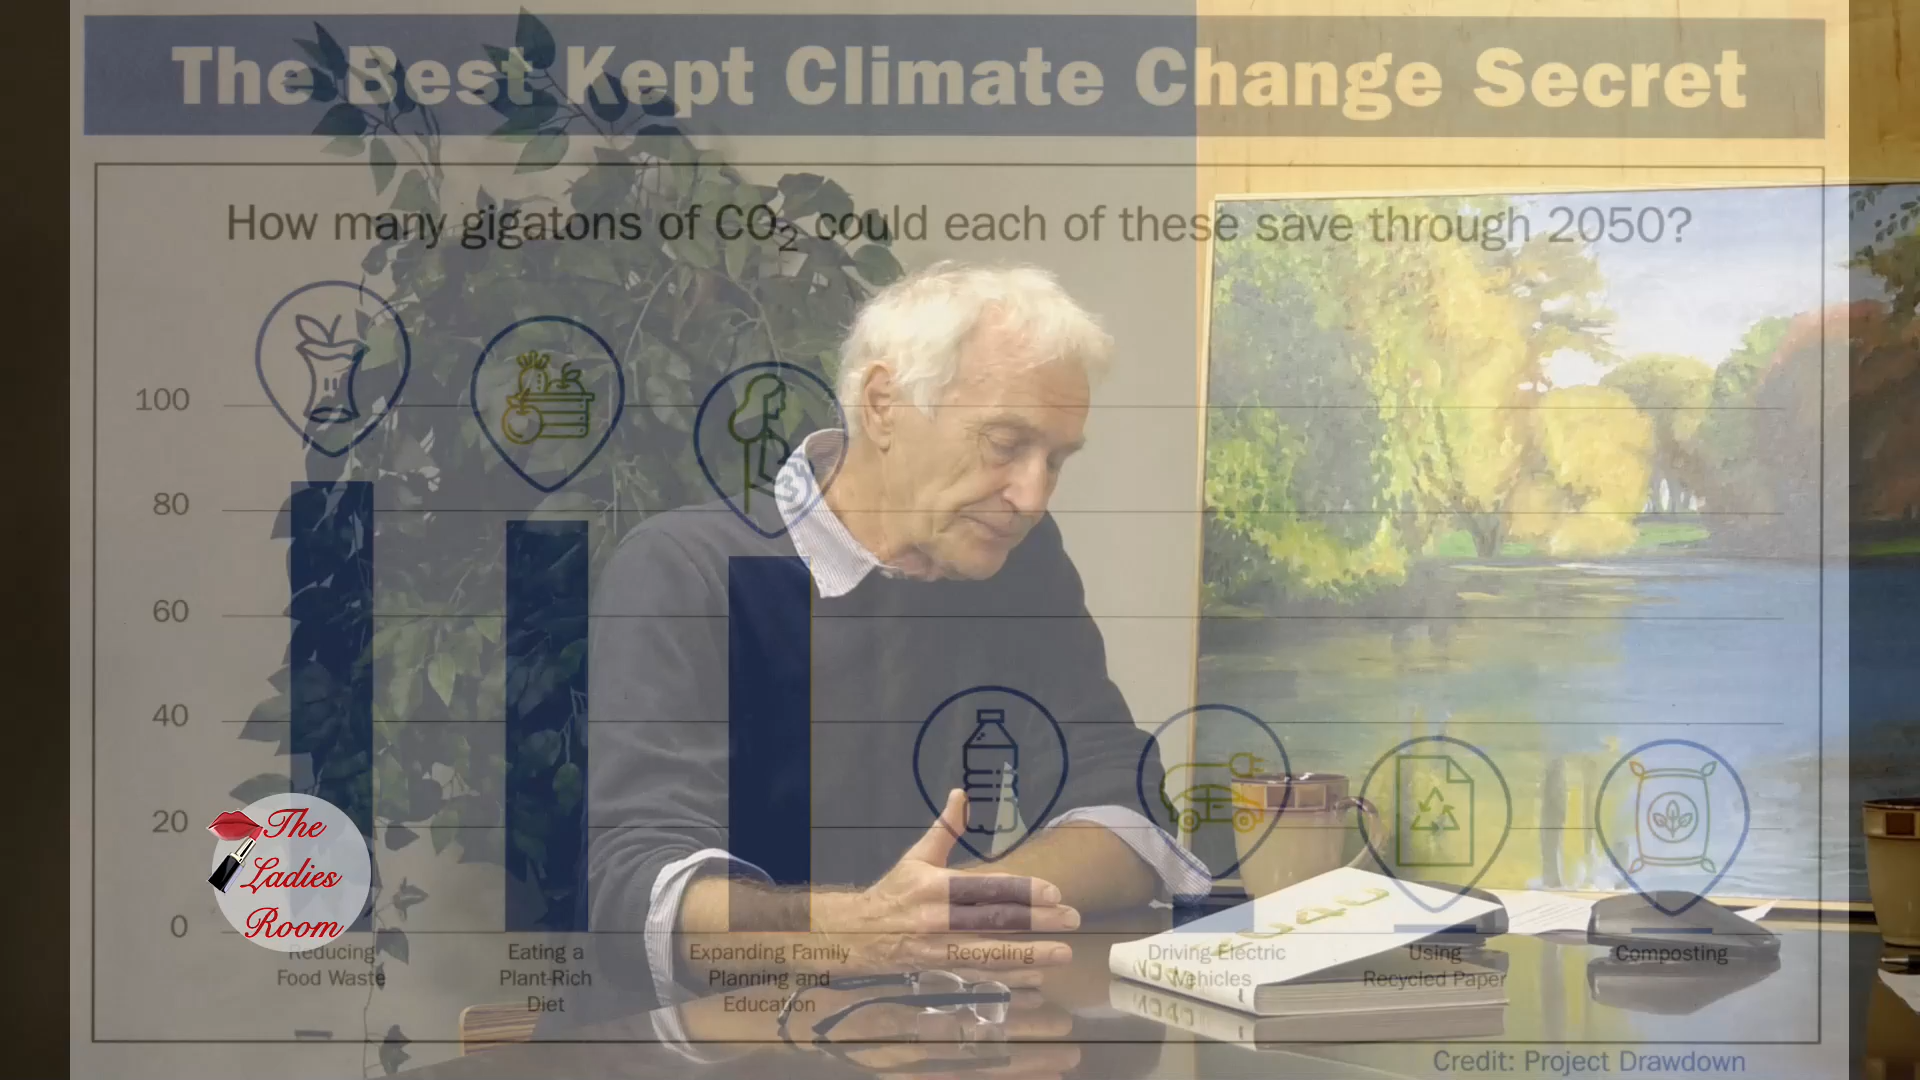 The Best Kept Climate Change Secret
How many gigatons of CO₂ could each of these save through 2050?
100
80
60
40
20
0
Reducing
Food Waste
Eating a
Plant-Rich
Diet
Expanding Family
Planning and
Education
Recycling
Driving Electric
Vehicles
Using
Recycled Paper
Composting
Credit: Project Drawdown
The
Ladies
Room